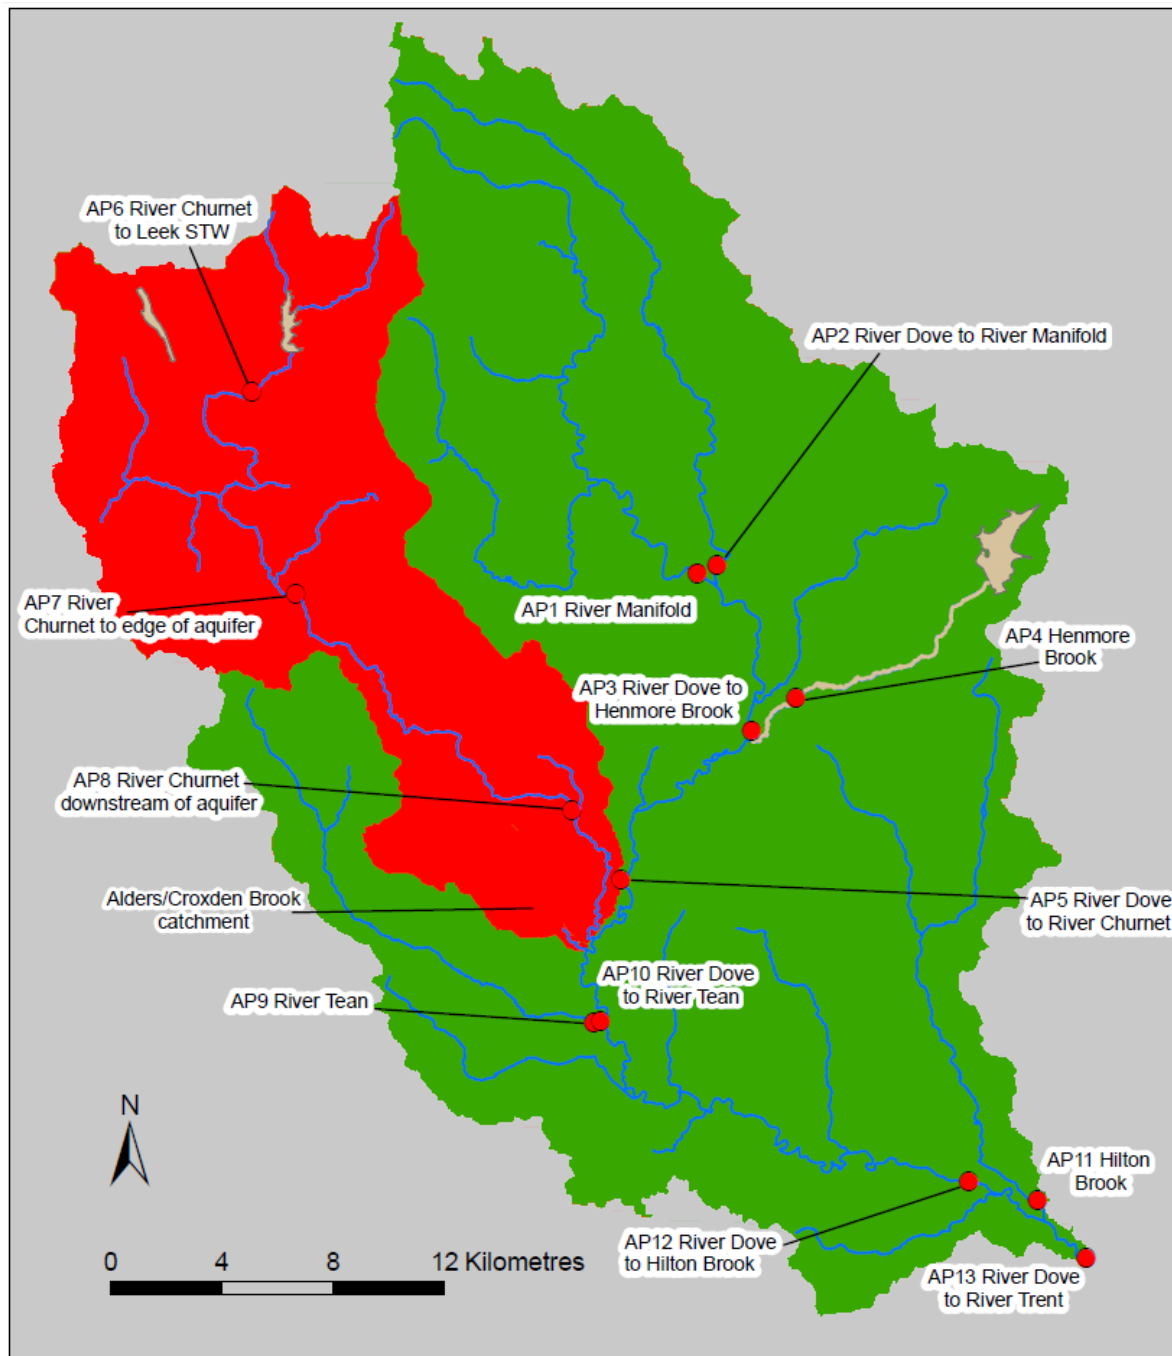 AP6 River Churnet
to Leek STW
AP2 River Dove to River Manifold
AP7 River
Churnet to edge of aquifer
AP1 River Manifold
AP4 Henmore
Brook
AP3 River Dove to
Henmore Brook
AP8 River Churnet
downstream of aquifer
Alders/Croxden Brook
catchment
AP5 River Dove
to River Churnet
AP10 River Dove
to River Tean
AP9 River Tean
N
AP11 Hilton
Brook
AP12 River Dove
to Hilton Brook
AP13 River Dove
to River Trent
0 4 8 12 Kilometres